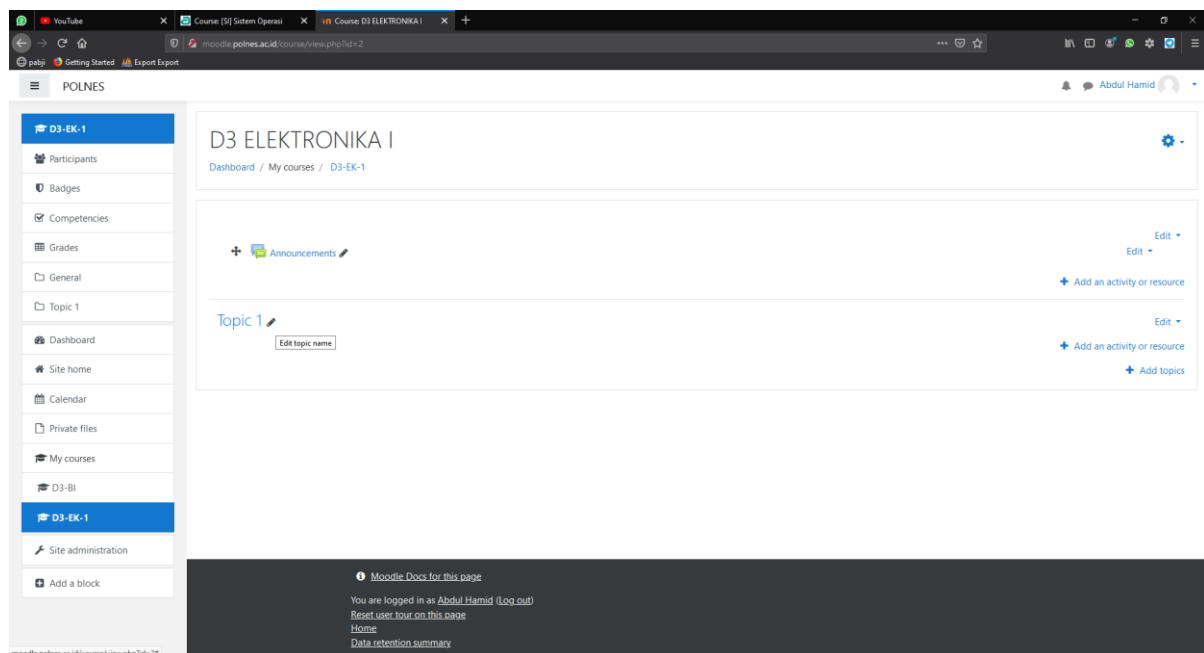 YouTube
Course: [SI] Sistem Operasi
Course: D3 ELEKTRONIKA I
moodle.polnes.ac.id/course/view.php?id=2
pabji
Getting Started
Export Export
POLNES
Abdul Hamid
D3-EK-1
Participants
Badges
Competencies
Grades
General
Topic 1
Dashboard
Site home
Calendar
Private files
My courses
D3-BI
D3-EK-1
Site administration
Add a block
D3 ELEKTRONIKA I
Dashboard / My courses / D3-EK-1
Edit
Announcements
Edit
Add an activity or resource
Topic 1
Edit
Edit topic name
Add an activity or resource
Add topics
Moodle Docs for this page
You are logged in as Abdul Hamid (Log out)
Reset user tour on this page
Home
Data retention summary